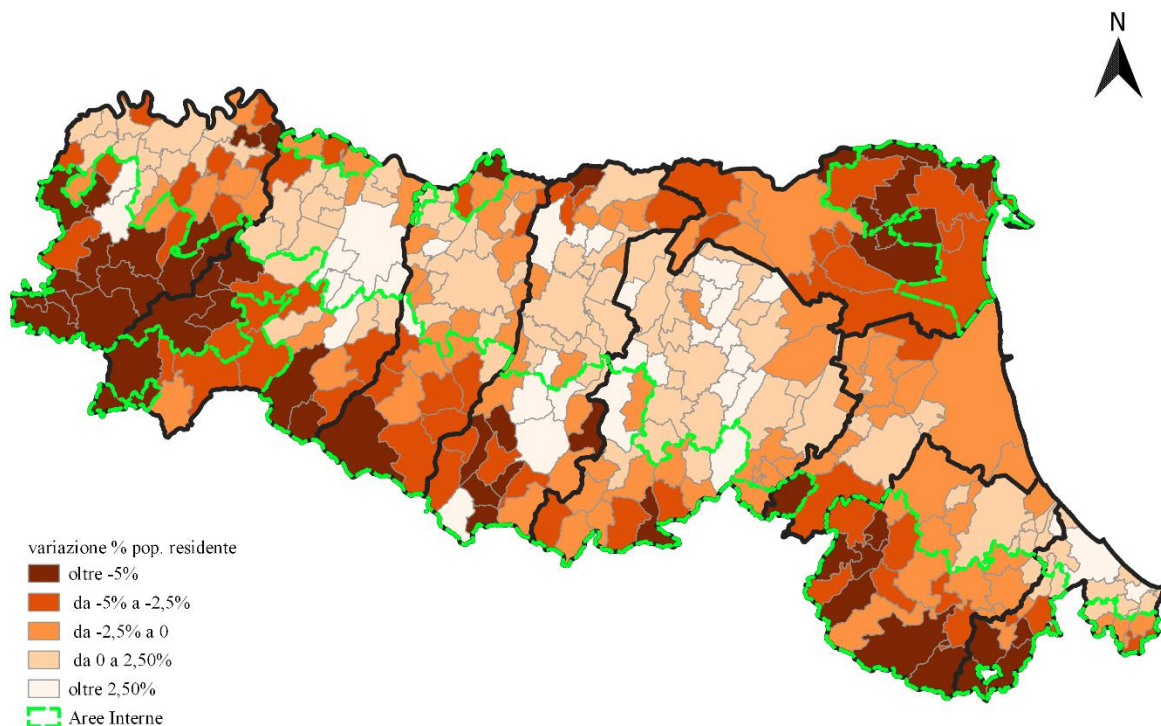 N
variazione % pop. residente
oltre -5%
da -5% a -2,5%
da -2,5% a 0
da 0 a 2,50%
oltre 2,50%
Aree Interne